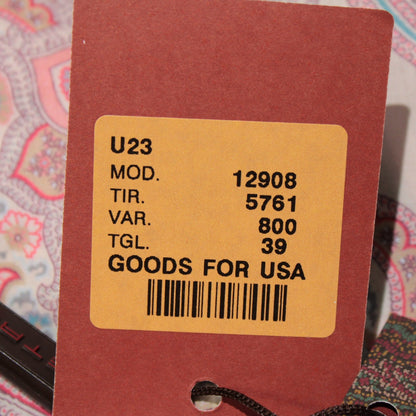 U23
MOD. 12908
TIR. 5761
VAR. 800
TGL. 39
GOODS FOR USA